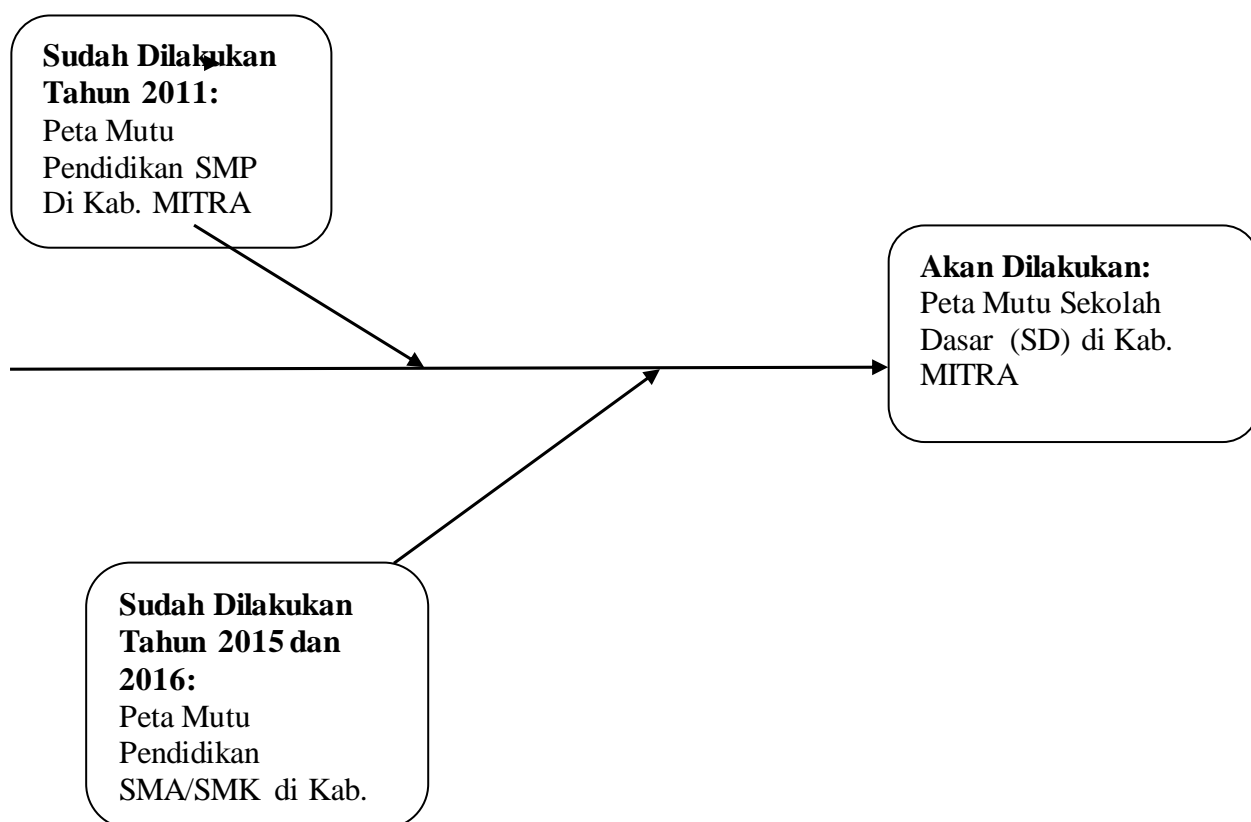 Sudah Dilakukan
Tahun 2011:
Peta Mutu
Pendidikan SMP
Di Kab. MITRA
Akan Dilakukan:
Peta Mutu Sekolah
Dasar (SD) di Kab.
MITRA
Sudah Dilakukan
Tahun 2015 dan
2016:
Peta Mutu
Pendidikan
SMA/SMK di Kab.